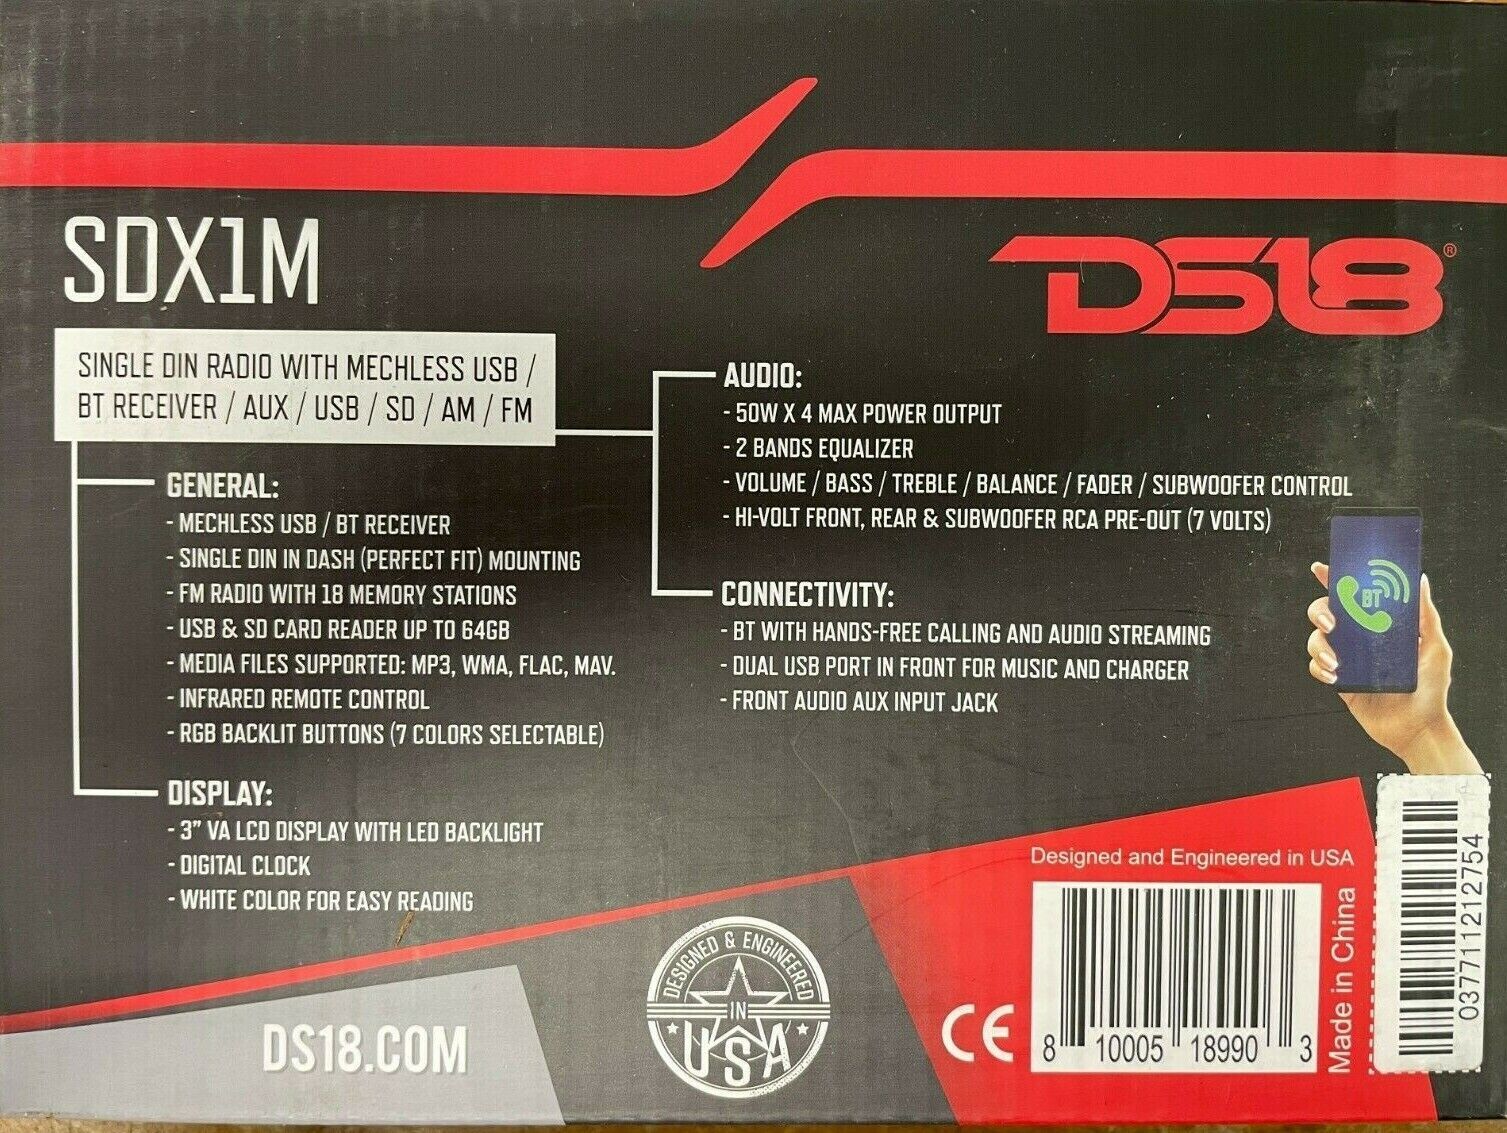 SDX1M
DS18®
SINGLE DIN RADIO WITH MECHLESS USB /
BT RECEIVER / AUX / USB / SD / AM / FM
GENERAL:
- MECHLESS USB / BT RECEIVER
- SINGLE DIN IN DASH (PERFECT FIT) MOUNTING
- FM RADIO WITH 18 MEMORY STATIONS
- USB & SD CARD READER UP TO 64GB
- MEDIA FILES SUPPORTED: MP3, WMA, FLAC, MAV.
- INFRARED REMOTE CONTROL
- RGB BACKLIT BUTTONS (7 COLORS SELECTABLE)
DISPLAY:
- 3" VA LCD DISPLAY WITH LED BACKLIGHT
- DIGITAL CLOCK
- WHITE COLOR FOR EASY READING
AUDIO:
- 50W X 4 MAX POWER OUTPUT
- 2 BANDS EQUALIZER
- VOLUME / BASS / TREBLE / BALANCE / FADER / SUBWOOFER CONTROL
- HI-VOLT FRONT, REAR & SUBWOOFER RCA PRE-OUT (7 VOLTS)
CONNECTIVITY:
- BT WITH HANDS-FREE CALLING AND AUDIO STREAMING
- DUAL USB PORT IN FRONT FOR MUSIC AND CHARGER
- FRONT AUDIO AUX INPUT JACK
BT
DS18.COM
DESIGNED & ENGINEERED
IN
USA
CE
Designed and Engineered in USA
8 10005 18990 3
Made in China
037711212754